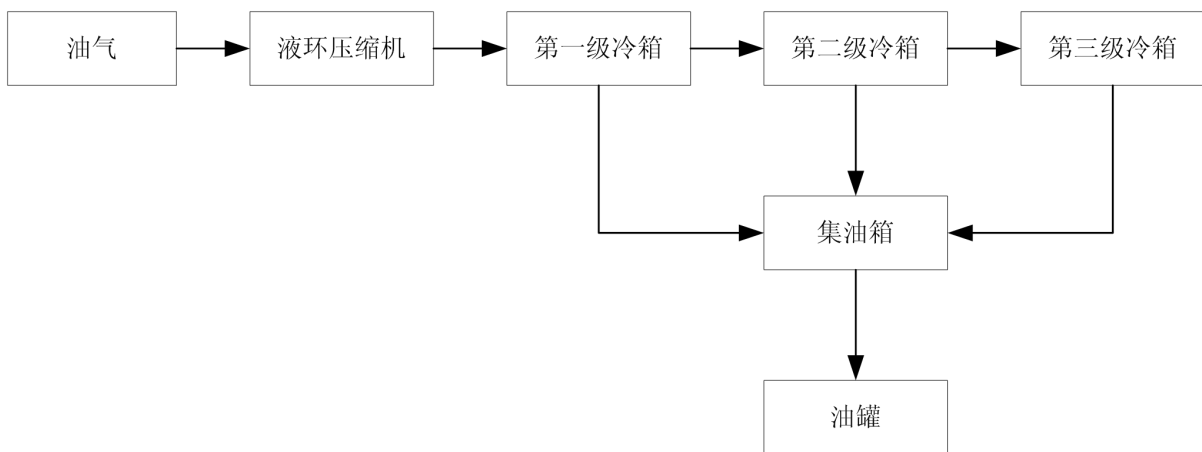 油气
液环压缩机
第一级冷箱
第二级冷箱
第三级冷箱
集油箱
油罐